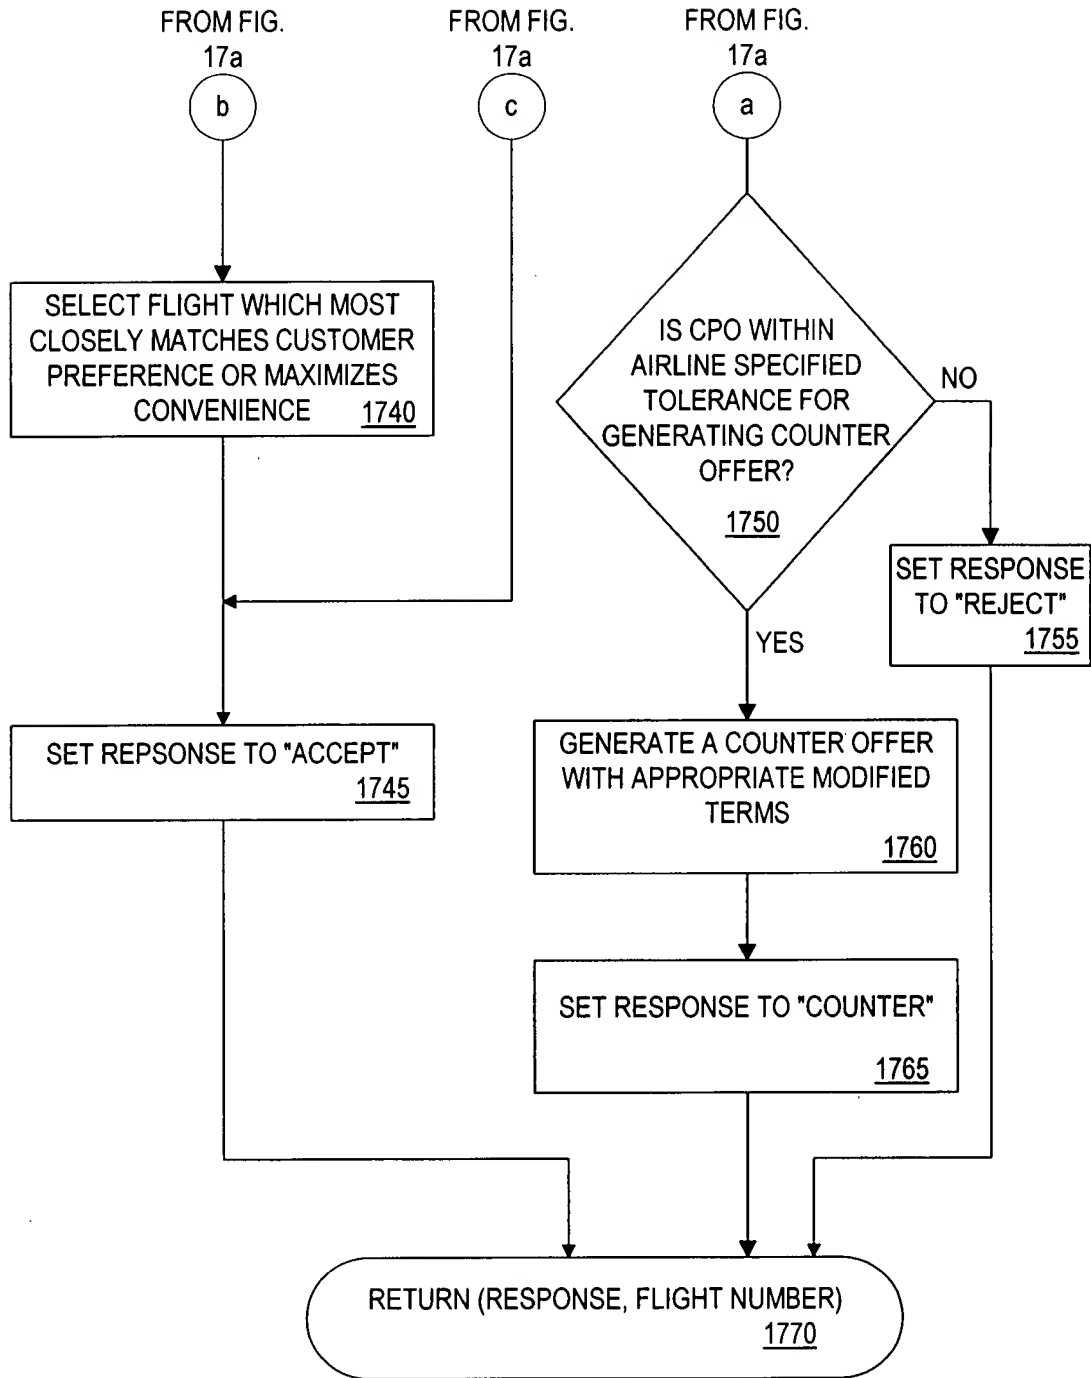 FROM FIG.
17a
b
FROM FIG.
17a
c
FROM FIG.
17a
a
SELECT FLIGHT WHICH MOST
CLOSELY MATCHES CUSTOMER
PREFERENCE OR MAXIMIZES
CONVENIENCE 1740
IS CPO WITHIN
AIRLINE SPECIFIED
TOLERANCE FOR
GENERATING COUNTER
OFFER?
1750
NO
YES
SET RESPONSE
TO "REJECT"
1755
SET REPSONSE TO "ACCEPT"
1745
GENERATE A COUNTER OFFER
WITH APPROPRIATE MODIFIED
TERMS
1760
SET RESPONSE TO "COUNTER"
1765
RETURN (RESPONSE, FLIGHT NUMBER)
1770